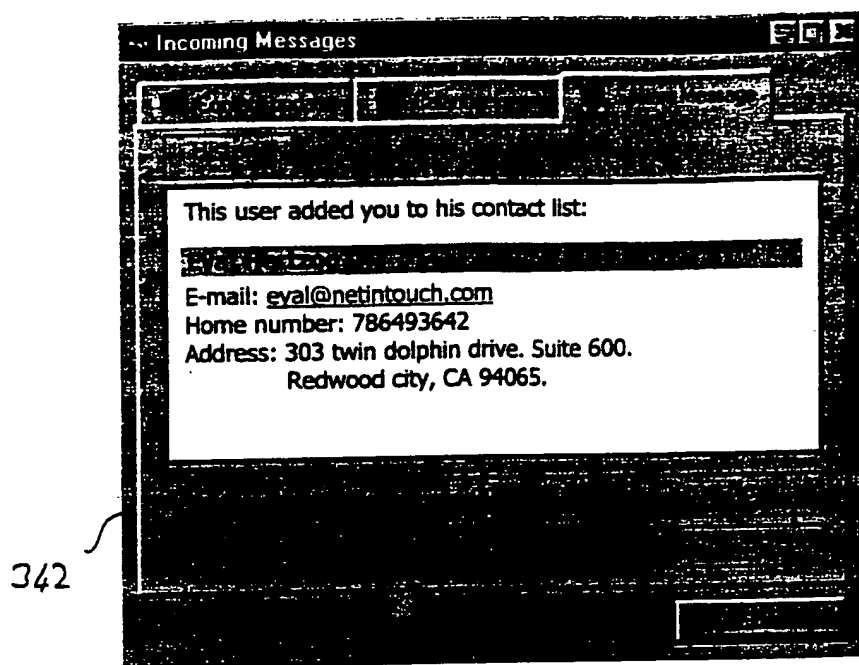 Incoming Messages
This user added you to his contact list:
E-mail: eyal@netintouch.com
Home number: 786493642
Address: 303 twin dolphin drive. Suite 600.
Redwood city, CA 94065.
342